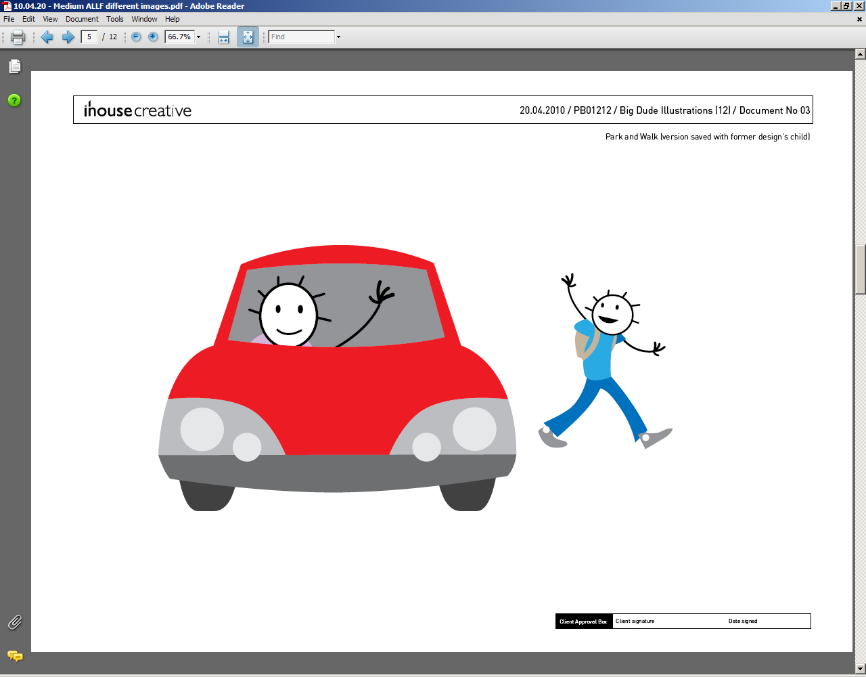 10.04.20 - Medium ALLF different images.pdf - Adobe Reader
File Edit View Document Tools Window Help
5 / 12 66.7% Find
ihouse creative
20.04.2010 / PB01212 / Big Dude Illustrations (12) / Document No 03
Park and Walk (version saved with former design's child)
Client Approval Box Client signature Date signed